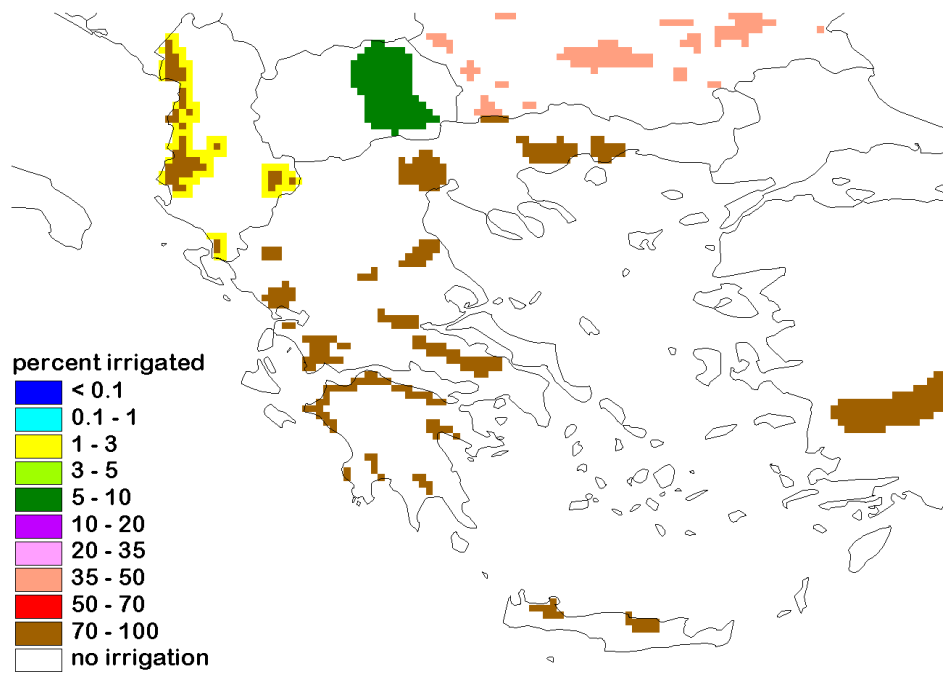 percent irrigated
< 0.1
0.1 - 1
1 - 3
3 - 5
5 - 10
10 - 20
20 - 35
35 - 50
50 - 70
70 - 100
no irrigation